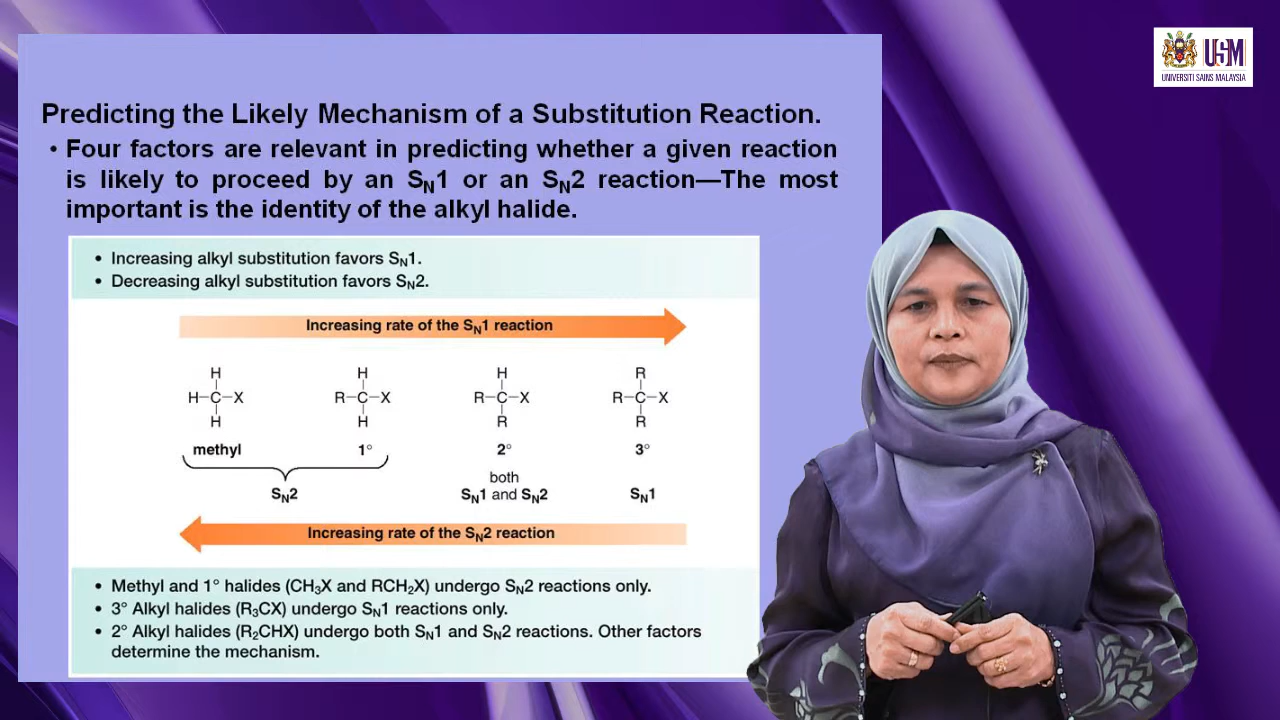 USM
UNIVERSITI SAINS MALAYSIA
Predicting the Likely Mechanism of a Substitution Reaction.
• Four factors are relevant in predicting whether a given reaction
is likely to proceed by an SN1 or an SN2 reaction—The most
important is the identity of the alkyl halide.
• Increasing alkyl substitution favors SN1.
• Decreasing alkyl substitution favors SN2.
Increasing rate of the SN1 reaction
H H H R
H–C–X R–C–X R–C–X R–C–X
H H R R
methyl 1° 2° 3°
both
SN2 SN1 and SN2 SN1
Increasing rate of the SN2 reaction
• Methyl and 1° halides (CH3X and RCH2X) undergo SN2 reactions only.
• 3° Alkyl halides (R3CX) undergo SN1 reactions only.
• 2° Alkyl halides (R2CHX) undergo both SN1 and SN2 reactions. Other factors
determine the mechanism.